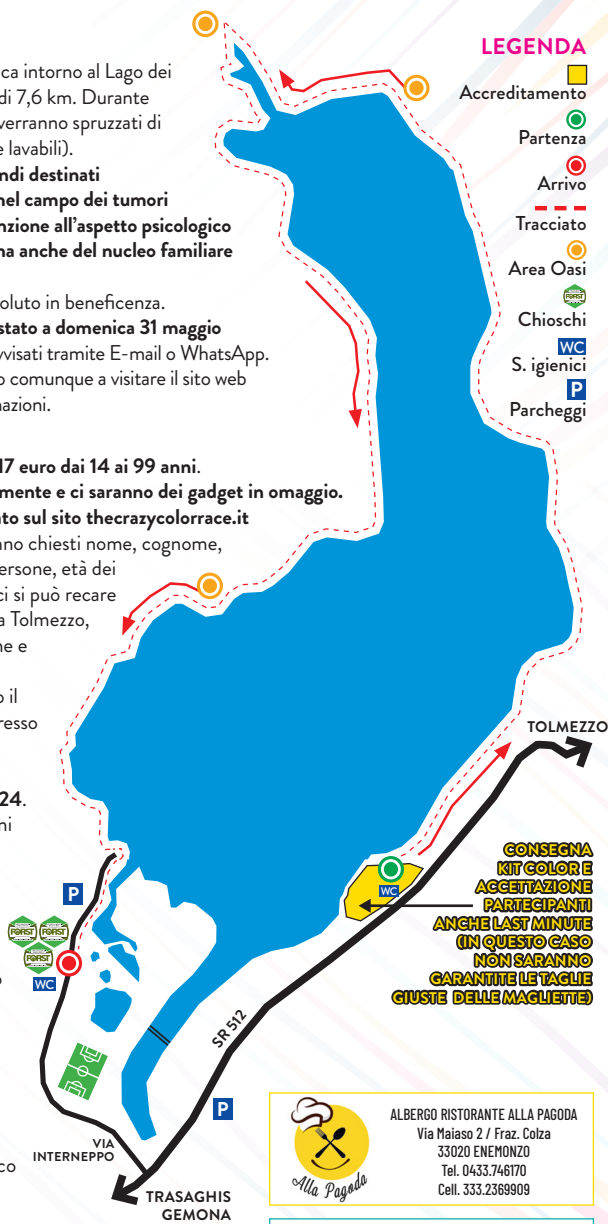 ca intorno al Lago dei
di 7,6 km. Durante
verranno spruzzati di
e lavabili).
ndi destinati
nel campo dei tumori
nzione all'aspetto psicologico
na anche del nucleo familiare
oluto in beneficenza.
stato a domenica 31 maggio
vvisati tramite E-mail o WhatsApp.
o comunque a visitare il sito web
nazioni.
17 euro dai 14 ai 99 anni.
mente e ci saranno dei gadget in omaggio.
ato sul sito thecrazycolorrace.it
nno chiesti nome, cognome,
ersone, età dei
ci si può recare
a Tolmezzo,
ne e
o il
resso
24.
ni
o
co
LEGENDA
Accreditamento
Partenza
Arrivo
Tracciato
Area Oasi
FORST
Chioschi
WC
S. igienici
P
Parcheggi
TOLMEZZO
WC
CONSEGNA
KIT COLOR E
ACCETTAZIONE
PARTECIPANTI
ANCHE LAST MINUTE
(IN QUESTO CASO
NON SARANNO
GARANTITE LE TAGLIE
GIUSTE DELLE MAGLIETTE)
P
FORST FORST
FORST
WC
SR 512
P
VIA
INTERNEPPO
TRASAGHIS
GEMONA
Alla Pagoda
ALBERGO RISTORANTE ALLA PAGODA
Via Maiaso 2 / Fraz. Colza
33020 ENEMONZO
Tel. 0433.746170
Cell. 333.2369909